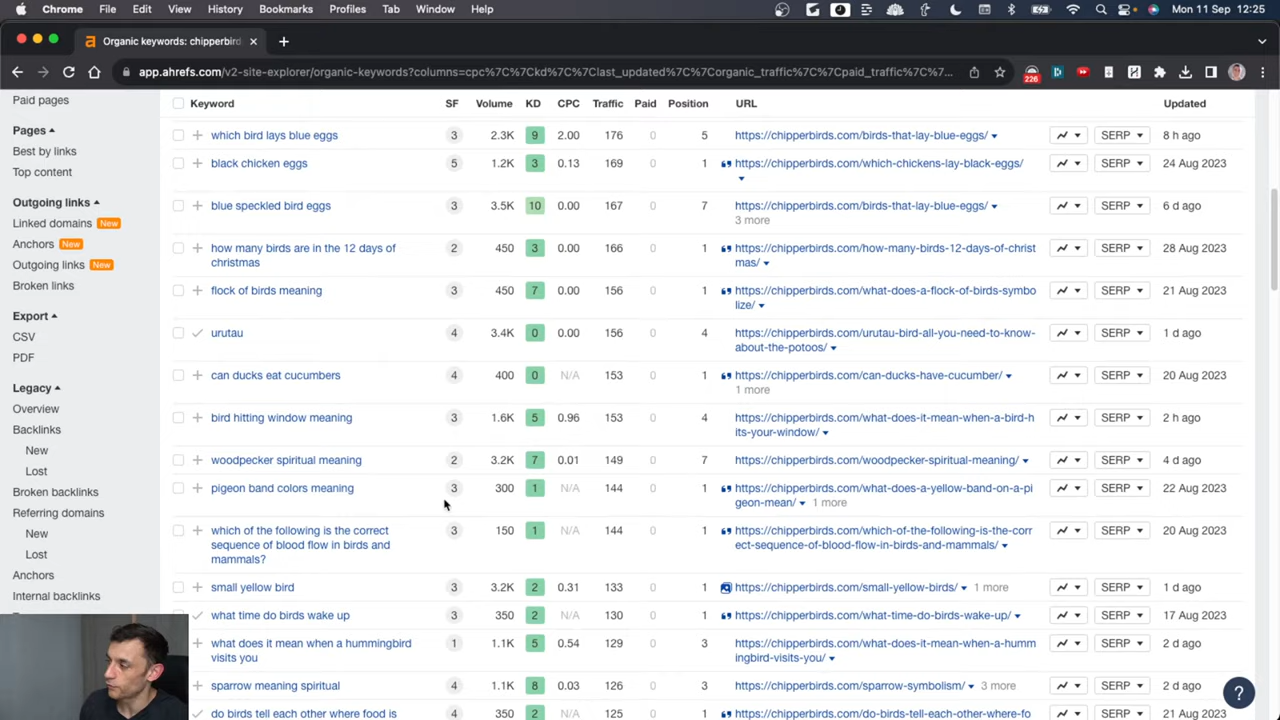 Chrome File Edit View History Bookmarks Profiles Tab Window Help Mon 11 Sep 12:25
Organic keywords: chipperbird
app.ahrefs.com/v2-site-explorer/organic-keywords?columns=cpc%7C%7Ckd%7C%7Clast_updated%7C%7Corganic_traffic%7C%7Cpaid_traffic%7C%7C... 226
Paid pages
Pages
Best by links
Top content
Outgoing links
Linked domains New
Anchors New
Outgoing links New
Broken links
Export
CSV
PDF
Legacy
Overview
Backlinks
New
Lost
Broken backlinks
Referring domains
New
Lost
Anchors
Internal backlinks
Keyword SF Volume KD CPC Traffic Paid Position URL Updated
which bird lays blue eggs 3 2.3K 9 2.00 176 0 5 https://chipperbirds.com/birds-that-lay-blue-eggs/ SERP 8 h ago
black chicken eggs 5 1.2K 3 0.13 169 0 1 https://chipperbirds.com/which-chickens-lay-black-eggs/ SERP 24 Aug 2023
blue speckled bird eggs 3 3.5K 10 0.00 167 0 7 https://chipperbirds.com/birds-that-lay-blue-eggs/ SERP 6 d ago
3 more
how many birds are in the 12 days of 2 450 3 0.00 166 0 1 https://chipperbirds.com/how-many-birds-12-days-of-christ SERP 28 Aug 2023
christmas mas/
flock of birds meaning 3 450 7 0.00 156 0 1 https://chipperbirds.com/what-does-a-flock-of-birds-symbo SERP 21 Aug 2023
lize/
urutau 4 3.4K 0 0.00 156 0 4 https://chipperbirds.com/urutau-bird-all-you-need-to-know- SERP 1 d ago
about-the-potoos/
can ducks eat cucumbers 4 400 0 N/A 153 0 1 https://chipperbirds.com/can-ducks-have-cucumber/ SERP 20 Aug 2023
1 more
bird hitting window meaning 3 1.6K 5 0.96 153 0 4 https://chipperbirds.com/what-does-it-mean-when-a-bird-h SERP 2 h ago
its-your-window/
woodpecker spiritual meaning 2 3.2K 7 0.01 149 0 7 https://chipperbirds.com/woodpecker-spiritual-meaning/ SERP 4 d ago
pigeon band colors meaning 3 300 1 N/A 144 0 1 https://chipperbirds.com/what-does-a-yellow-band-on-a-pi SERP 22 Aug 2023
geon-mean/ 1 more
which of the following is the correct 3 150 1 N/A 144 0 1 https://chipperbirds.com/which-of-the-following-is-the-corr SERP 20 Aug 2023
sequence of blood flow in birds and ect-sequence-of-blood-flow-in-birds-and-mammals/
mammals?
small yellow bird 3 3.2K 2 0.31 133 0 1 https://chipperbirds.com/small-yellow-birds/ 1 more SERP 1 d ago
what time do birds wake up 3 350 2 N/A 130 0 1 https://chipperbirds.com/what-time-do-birds-wake-up/ SERP 17 Aug 2023
what does it mean when a hummingbird 1 1.1K 5 0.54 129 0 3 https://chipperbirds.com/what-does-it-mean-when-a-humm SERP 2 d ago
visits you ingbird-visits-you/
sparrow meaning spiritual 4 1.1K 8 0.03 126 0 3 https://chipperbirds.com/sparrow-symbolism/ 3 more SERP 2 d ago
do birds tell each other where food is 4 350 2 N/A 125 0 1 https://chipperbirds.com/do-birds-tell-each-other-where-fo SERP 21 Aug 2023
?